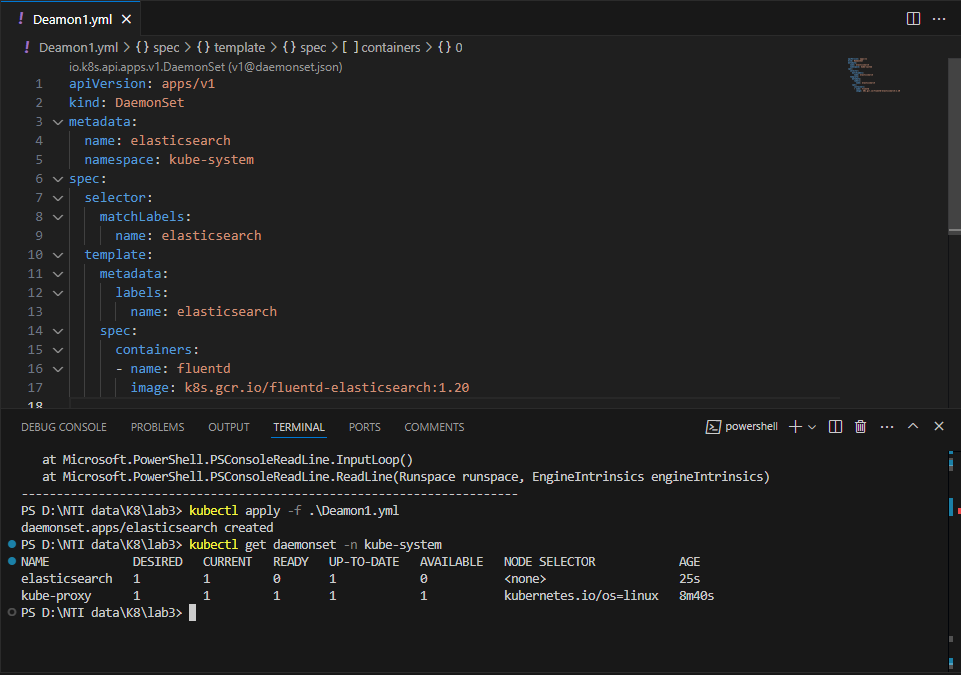 ! Deamon1.yml ×
! Deamon1.yml > {} spec > {} template > {} spec > [ ] containers > {} 0
io.k8s.api.apps.v1.DaemonSet (v1@daemonset.json)
1 apiVersion: apps/v1
2 kind: DaemonSet
3 metadata:
4 name: elasticsearch
5 namespace: kube-system
6 spec:
7 selector:
8 matchLabels:
9 name: elasticsearch
10 template:
11 metadata:
12 labels:
13 name: elasticsearch
14 spec:
15 containers:
16 - name: fluentd
17 image: k8s.gcr.io/fluentd-elasticsearch:1.20
18
DEBUG CONSOLE PROBLEMS OUTPUT TERMINAL PORTS COMMENTS powershell
at Microsoft.PowerShell.PSConsoleReadLine.InputLoop()
at Microsoft.PowerShell.PSConsoleReadLine.ReadLine(Runspace runspace, EngineIntrinsics engineIntrinsics)
-----------------------------------------------------------------------
PS D:\NTI data\K8\lab3> kubectl apply -f .\Deamon1.yml
daemonset.apps/elasticsearch created
PS D:\NTI data\K8\lab3> kubectl get daemonset -n kube-system
NAME DESIRED CURRENT READY UP-TO-DATE AVAILABLE NODE SELECTOR AGE
elasticsearch 1 1 0 1 0 <none> 25s
kube-proxy 1 1 1 1 1 kubernetes.io/os=linux 8m40s
PS D:\NTI data\K8\lab3>